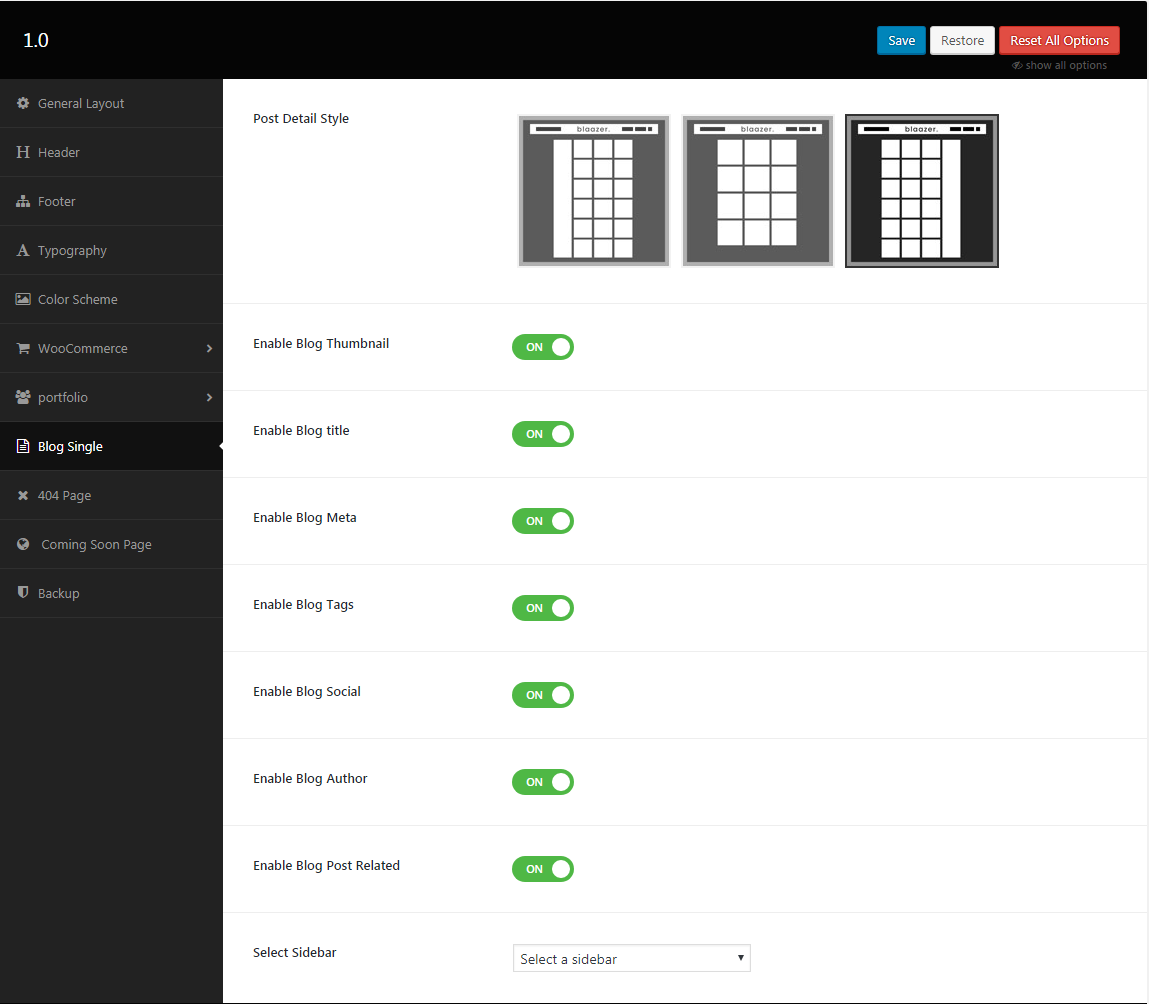 1.0
Save
Restore
Reset All Options
show all options
General Layout
Header
Footer
Typography
Color Scheme
WooCommerce
portfolio
Blog Single
404 Page
Coming Soon Page
Backup
Post Detail Style
blaazer.
blaazer.
blaazer.
Enable Blog Thumbnail
ON
Enable Blog title
ON
Enable Blog Meta
ON
Enable Blog Tags
ON
Enable Blog Social
ON
Enable Blog Author
ON
Enable Blog Post Related
ON
Select Sidebar
Select a sidebar